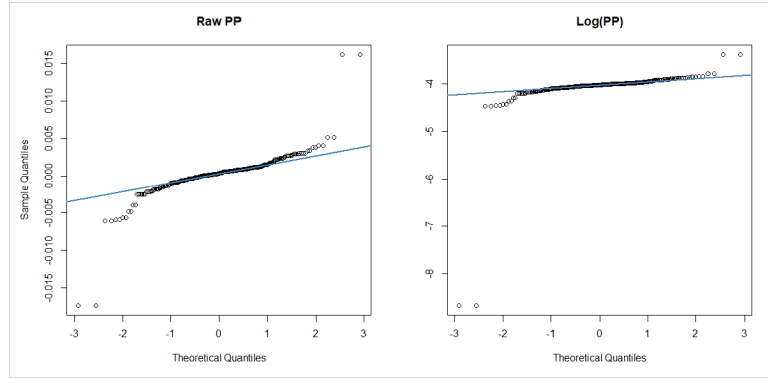 Raw PP
Log(PP)
Sample Quantiles
0.015
0.010
0.005
0.000
-0.005
-0.010
-0.015
-3 -2 -1 0 1 2 3
Theoretical Quantiles
-4
-5
-6
-7
-8
-3 -2 -1 0 1 2 3
Theoretical Quantiles